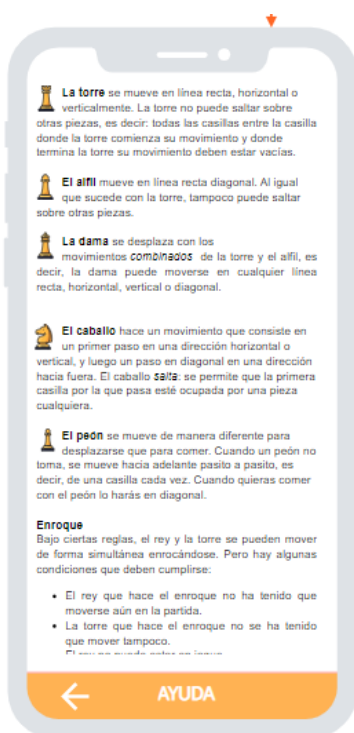 La torre se mueve en línea recta, horizontal o
verticalmente. La torre no puede saltar sobre
otras piezas, es decir: todas las casillas entre la casilla
donde la torre comienza su movimiento y donde
termina la torre su movimiento deben estar vacías.
El alfil mueve en línea recta diagonal. Al igual
que sucede con la torre, tampoco puede saltar
sobre otras piezas.
La dama se desplaza con los
movimientos combinados de la torre y el alfil, es
decir, la dama puede moverse en cualquier línea
recta, horizontal, vertical o diagonal.
El caballo hace un movimiento que consiste en
un primer paso en una dirección horizontal o
vertical, y luego un paso en diagonal en una dirección
hacia fuera. El caballo salta: se permite que la primera
casilla por la que pasa esté ocupada por una pieza
cualquiera.
El peón se mueve de manera diferente para
desplazarse que para comer. Cuando un peón no
toma, se mueve hacia adelante pasito a pasito, es
decir, de una casilla cada vez. Cuando quieras comer
con el peón lo harás en diagonal.
Enroque
Bajo ciertas reglas, el rey y la torre se pueden mover
de forma simultánea enrocándose. Pero hay algunas
condiciones que deben cumplirse:
• El rey que hace el enroque no ha tenido que
moverse aún en la partida.
• La torre que hace el enroque no se ha tenido
que mover tampoco.
AYUDA